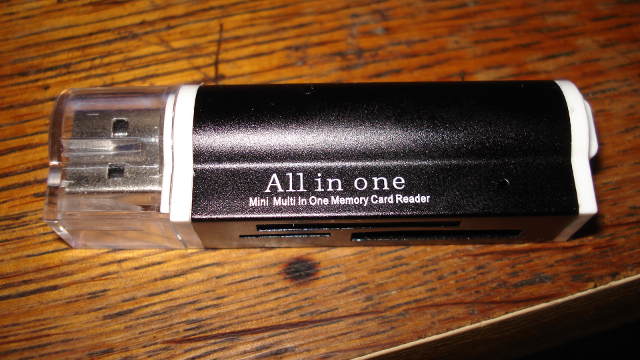 All in one
Mini Multi in One Memory Card Reader